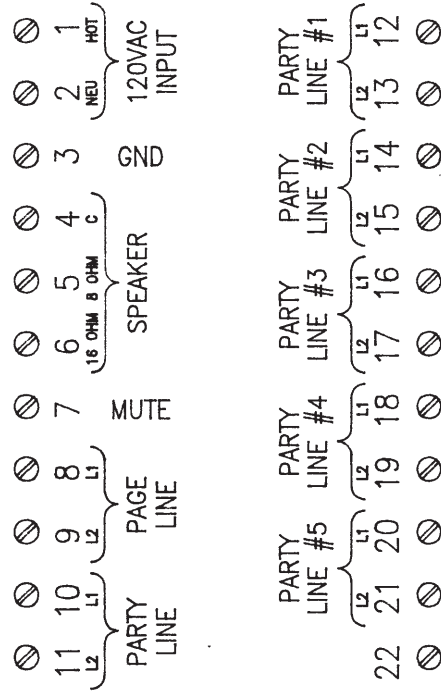 11 10 9 8 7 6 5 4 3 2 1
L2 L1 L2 L1 16 OHM 8 OHM C NEU HOT
PARTY
LINE
PAGE
LINE
MUTE
SPEAKER
GND
120VAC
INPUT
PARTY
LINE #5
PARTY
LINE #4
PARTY
LINE #3
PARTY
LINE #2
PARTY
LINE #1
L2 L1 L2 L1 L2 L1 L2 L1 L2 L1
22 21 20 19 18 17 16 15 14 13 12